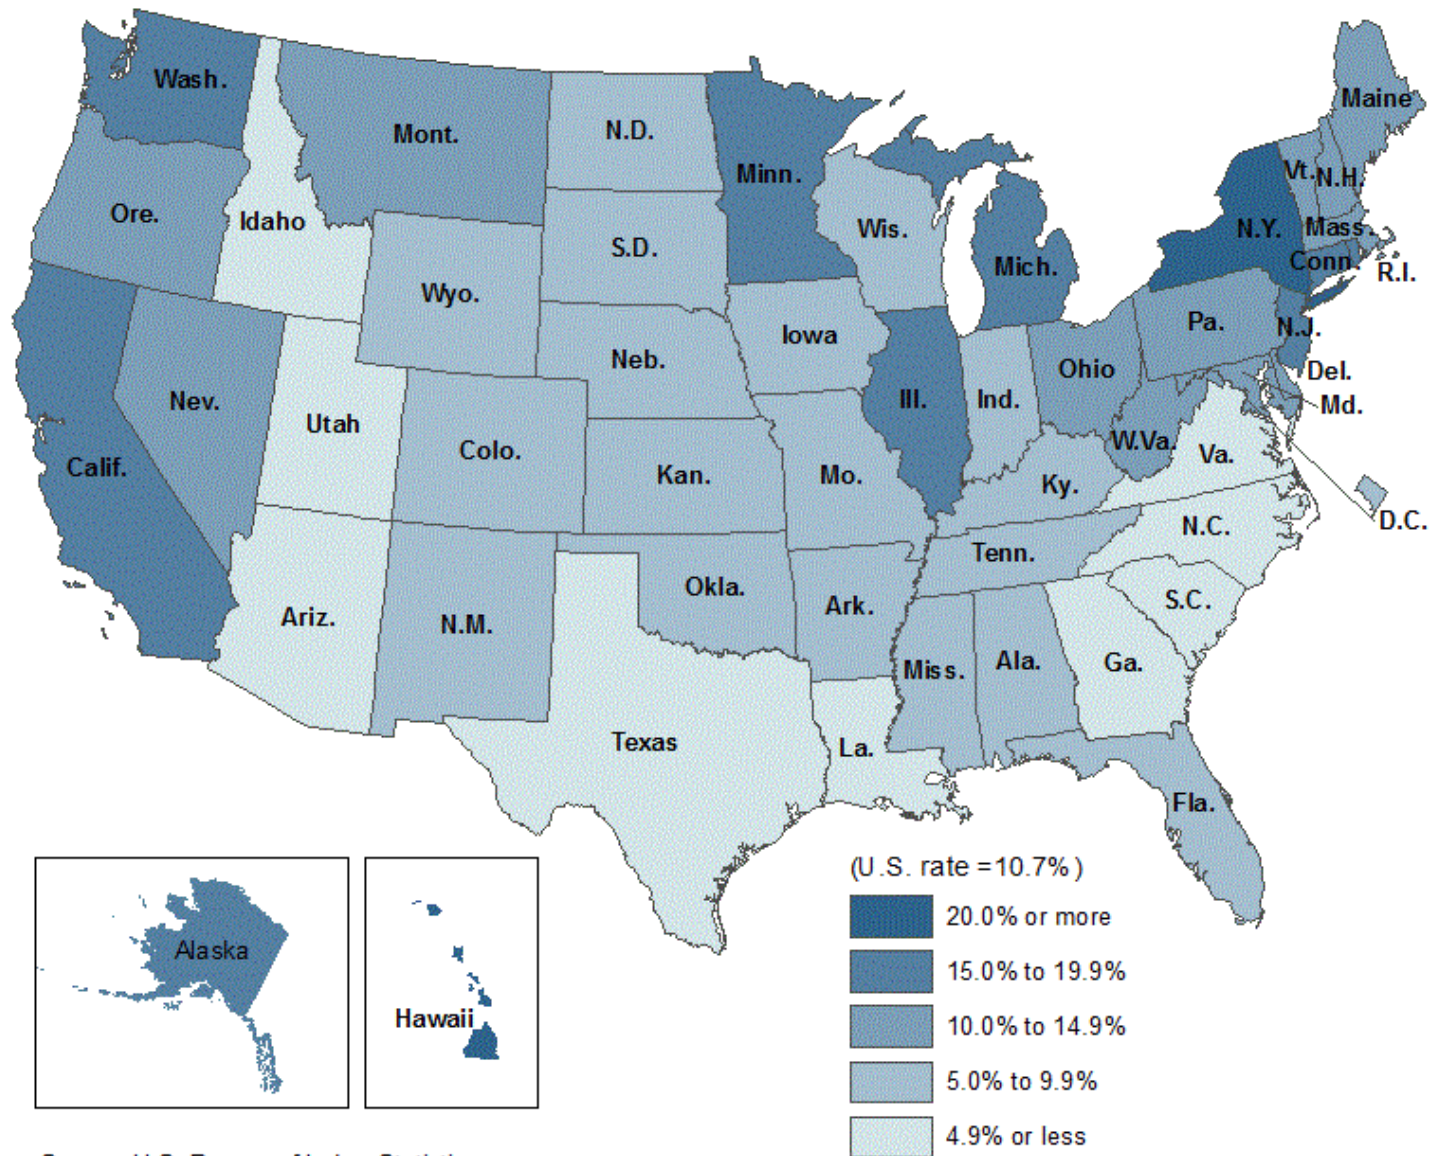 Wash.
Mont.
N.D.
Minn.
Maine
Vt.
N.H.
Ore.
Idaho
S.D.
Wis.
Mich.
N.Y.
Mass.
Conn.
R.I.
Wyo.
Iowa
Neb.
Pa.
N.J.
Nev.
Utah
Colo.
Kan.
Mo.
Ill.
Ind.
Ohio
Del.
Md.
W.Va.
Va.
Calif.
Ky.
D.C.
N.C.
Tenn.
Ariz.
N.M.
Okla.
Ark.
S.C.
Miss.
Ala.
Ga.
Texas
La.
Fla.
Alaska
Hawaii
(U.S. rate =10.7%)
20.0% or more
15.0% to 19.9%
10.0% to 14.9%
5.0% to 9.9%
4.9% or less